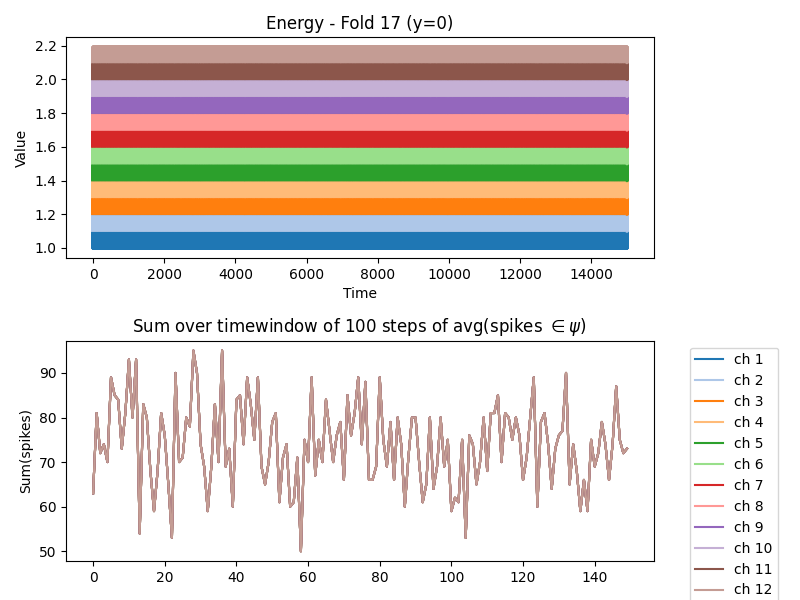 Energy - Fold 17 (y=0)
Value
2.2
2.0
1.8
1.6
1.4
1.2
1.0
0 2000 4000 6000 8000 10000 12000 14000
Time
Sum over timewindow of 100 steps of avg(spikes ∈ ψ)
Sum(spikes)
90
80
70
60
50
0 20 40 60 80 100 120 140
ch 1
ch 2
ch 3
ch 4
ch 5
ch 6
ch 7
ch 8
ch 9
ch 10
ch 11
ch 12